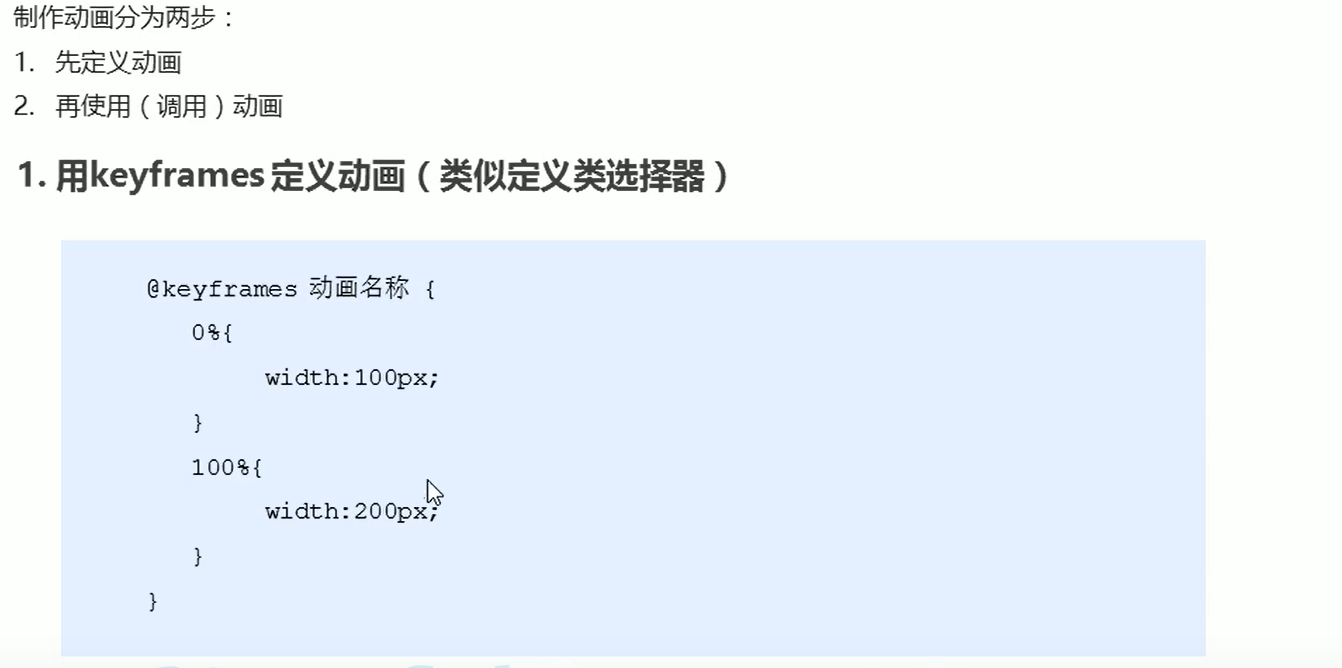 制作动画分为两步：
1. 先定义动画
2. 再使用（调用）动画
1. 用keyframes 定义动画（类似定义类选择器）
@keyframes 动画名称 {
0%{
width:100px;
}
100%{
width:200px;
}
}